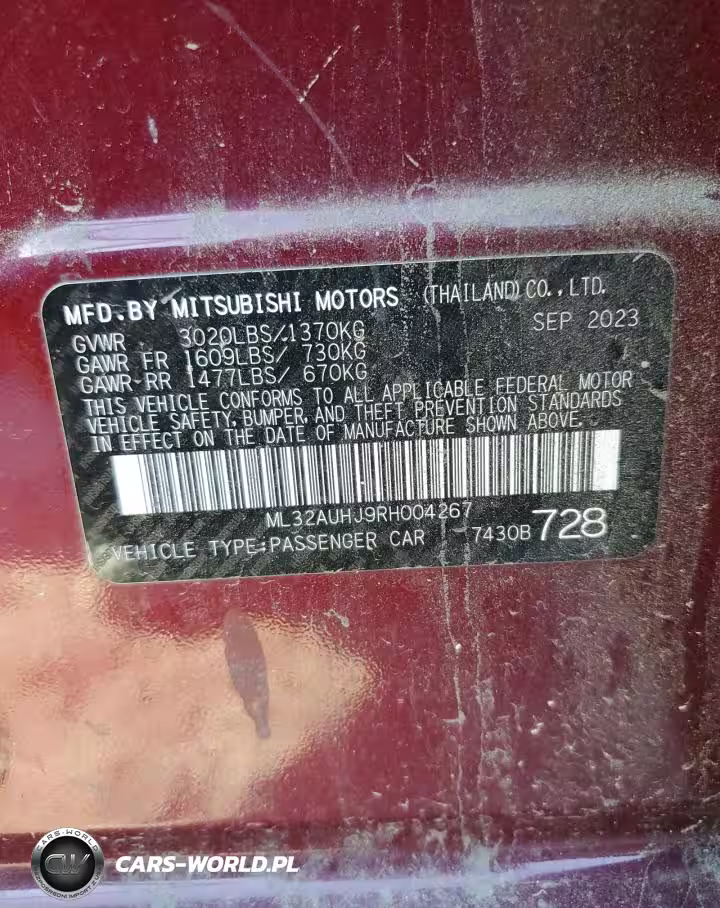 MFD.BY MITSUBISHI MOTORS (THAILAND) CO.,LTD.
SEP 2023
GVWR 3020LBS/1370KG
GAWR FR 1609LBS/ 730KG
GAWR RR 1477LBS/ 670KG
THIS VEHICLE CONFORMS TO ALL APPLICABLE FEDERAL MOTOR
VEHICLE SAFETY, BUMPER, AND THEFT PREVENTION STANDARDS
IN EFFECT ON THE DATE OF MANUFACTURE SHOWN ABOVE.
ML32AUHJ9RH004267
VEHICLE TYPE:PASSENGER CAR 7430B 728
CARS-WORLD
CARS-WORLD.PL